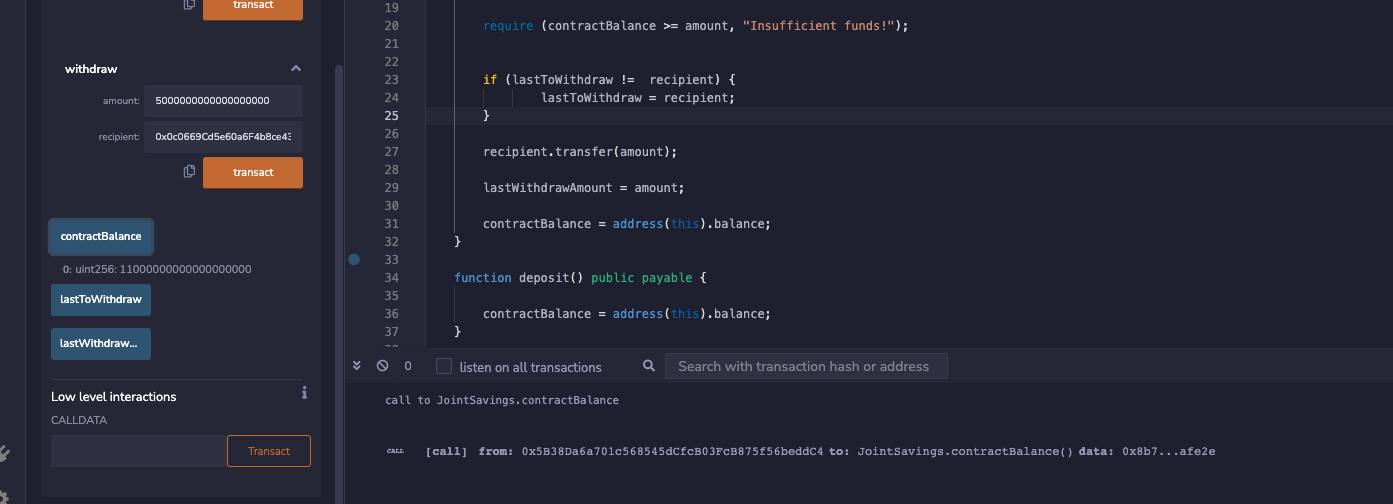 transact
withdraw
amount:
5000000000000000000
recipient:
0x0c0669Cd5e60a6F4b8ce43
transact
contractBalance
0: uint256: 11000000000000000000
lastToWithdraw
lastWithdraw...
Low level interactions
i
CALLDATA
Transact
19
20 require (contractBalance >= amount, "Insufficient funds!");
21
22
23 if (lastToWithdraw !=  recipient) {
24 lastToWithdraw = recipient;
25 }
26
27 recipient.transfer(amount);
28
29 lastWithdrawAmount = amount;
30
31 contractBalance = address(this).balance;
32 }
33
34 function deposit() public payable {
35
36 contractBalance = address(this).balance;
37 }
0 listen on all transactions Search with transaction hash or address
call to JointSavings.contractBalance
CALL [call] from: 0x5B38Da6a701c568545dCfcB03FcB875f56beddC4 to: JointSavings.contractBalance() data: 0x8b7...afe2e